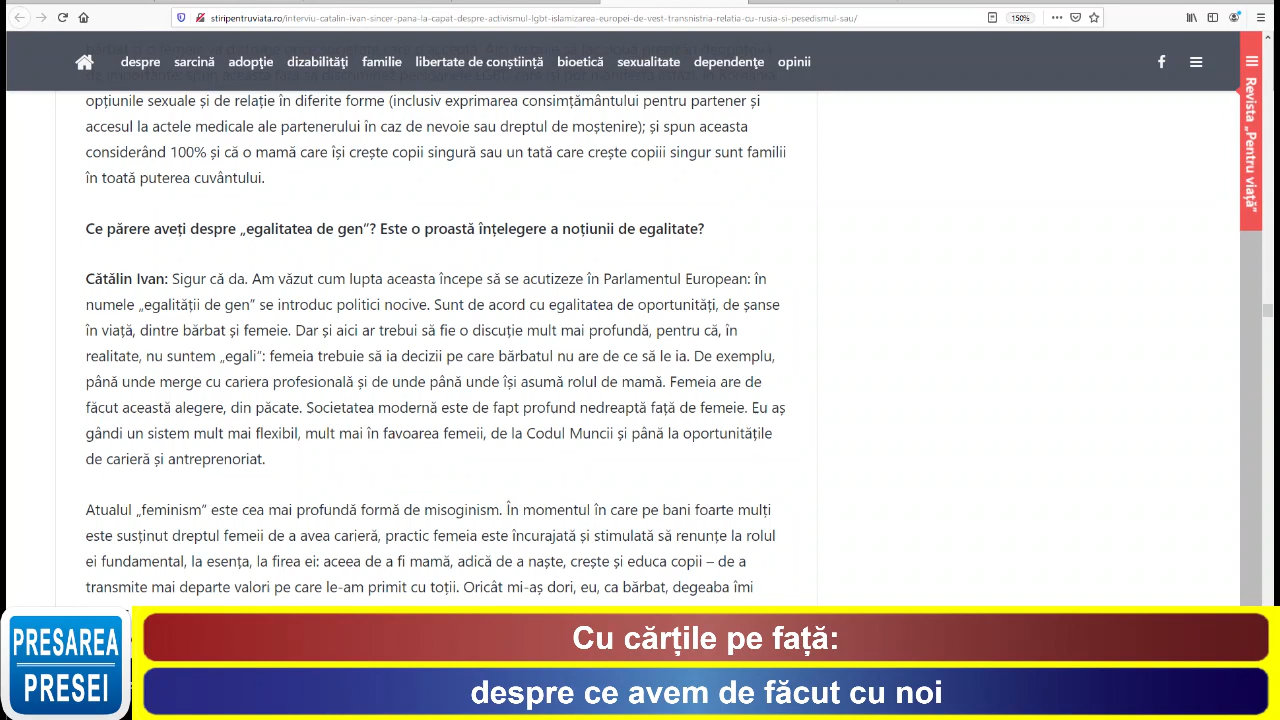 stiripentruviata.ro/interviu-catalin-ivan-sincer-pana-la-capat-despre-activismul-lgbt-islamizarea-europei-de-vest-transnistria-relatia-cu-rusia-si-pesedismul-sau/
150%
despre sarcină adopţie dizabilităţi familie libertate de conştiinţă bioetică sexualitate dependenţe opinii
Revista „Pentru viață”
opțiunile sexuale și de relație în diferite forme (inclusiv exprimarea consimțământului pentru partener și
accesul la actele medicale ale partenerului în caz de nevoie sau dreptul de moștenire); și spun aceasta
considerând 100% și că o mamă care își crește copii singură sau un tată care crește copiii singur sunt familii
în toată puterea cuvântului.
Ce părere aveți despre „egalitatea de gen”? Este o proastă înțelegere a noțiunii de egalitate?
Cătălin Ivan: Sigur că da. Am văzut cum lupta aceasta începe să se acutizeze în Parlamentul European: în
numele „egalității de gen” se introduc politici nocive. Sunt de acord cu egalitatea de oportunități, de șanse
în viață, dintre bărbat și femeie. Dar și aici ar trebui să fie o discuție mult mai profundă, pentru că, în
realitate, nu suntem „egali”: femeia trebuie să ia decizii pe care bărbatul nu are de ce să le ia. De exemplu,
până unde merge cu cariera profesională și de unde până unde își asumă rolul de mamă. Femeia are de
făcut această alegere, din păcate. Societatea modernă este de fapt profund nedreaptă față de femeie. Eu aș
gândi un sistem mult mai flexibil, mult mai în favoarea femeii, de la Codul Muncii și până la oportunitățile
de carieră și antreprenoriat.
Atualul „feminism” este cea mai profundă formă de misoginism. În momentul în care pe bani foarte mulți
este susținut dreptul femeii de a avea carieră, practic femeia este încurajată și stimulată să renunțe la rolul
ei fundamental, la esența, la firea ei: aceea de a fi mamă, adică de a naște, crește și educa copii – de a
transmite mai departe valori pe care le-am primit cu toții. Oricât mi-aș dori, eu, ca bărbat, degeaba îmi
PRESAREA
PRESEI
Cu cărțile pe față:
despre ce avem de făcut cu noi